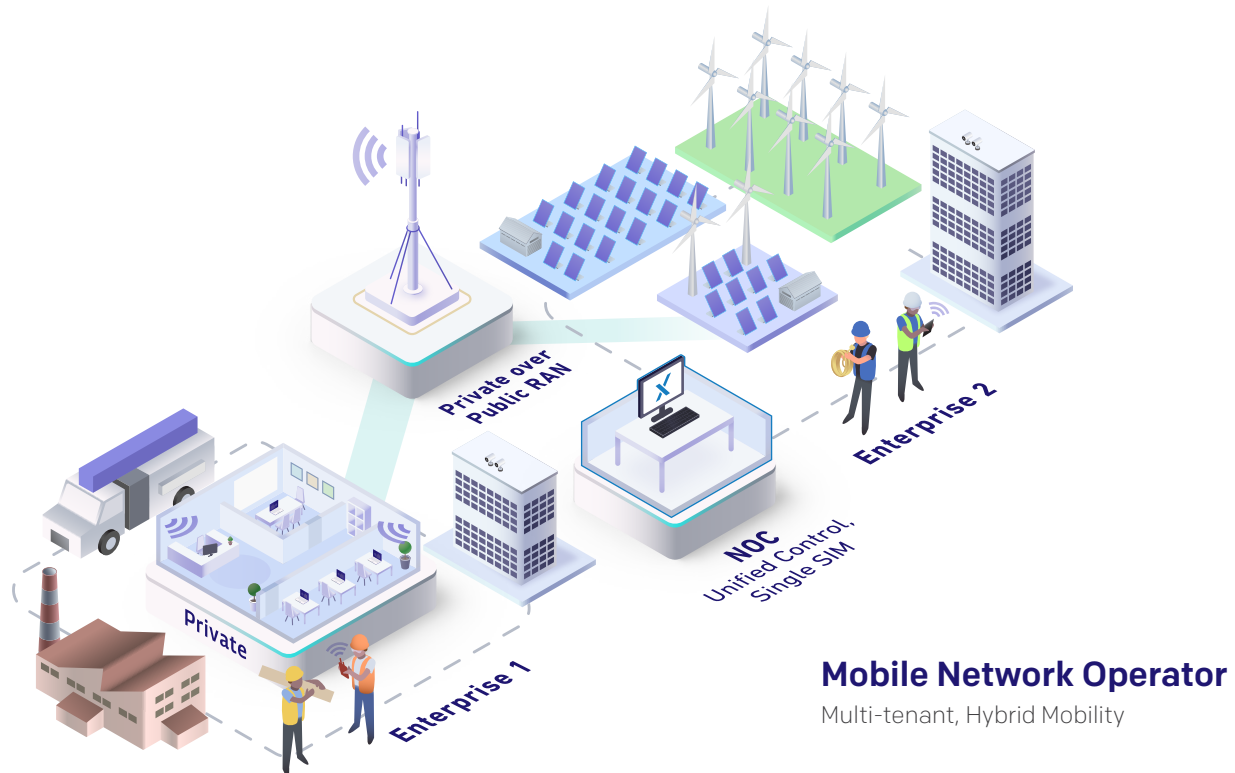 Private over
Public RAN
Enterprise 2
NOC
Unified Control,
Single SIM
Private
Enterprise 1
Mobile Network Operator
Multi-tenant, Hybrid Mobility